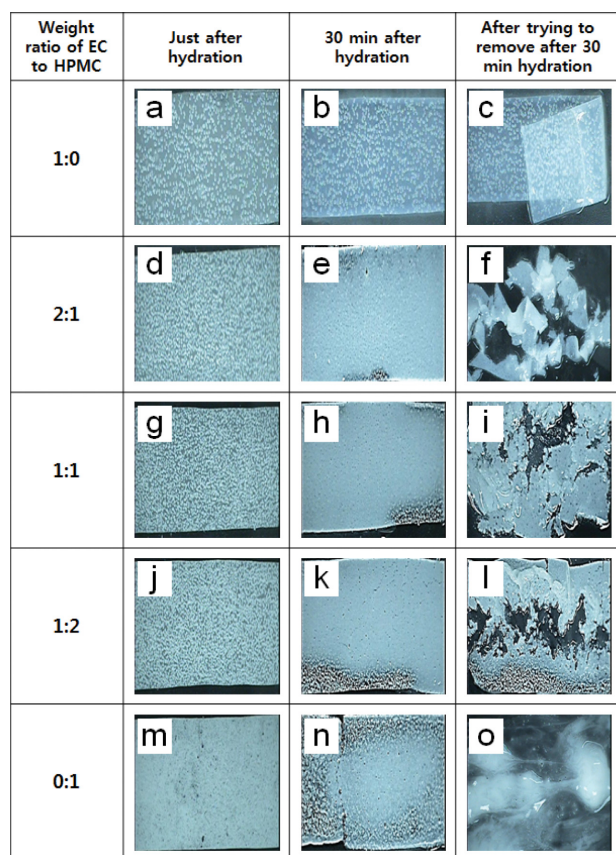 Weight
ratio of EC
to HPMC
Just after
hydration
30 min after
hydration
After trying to
remove after 30
min hydration
1:0
a
b
c
2:1
d
e
f
1:1
g
h
i
1:2
j
k
l
0:1
m
n
o